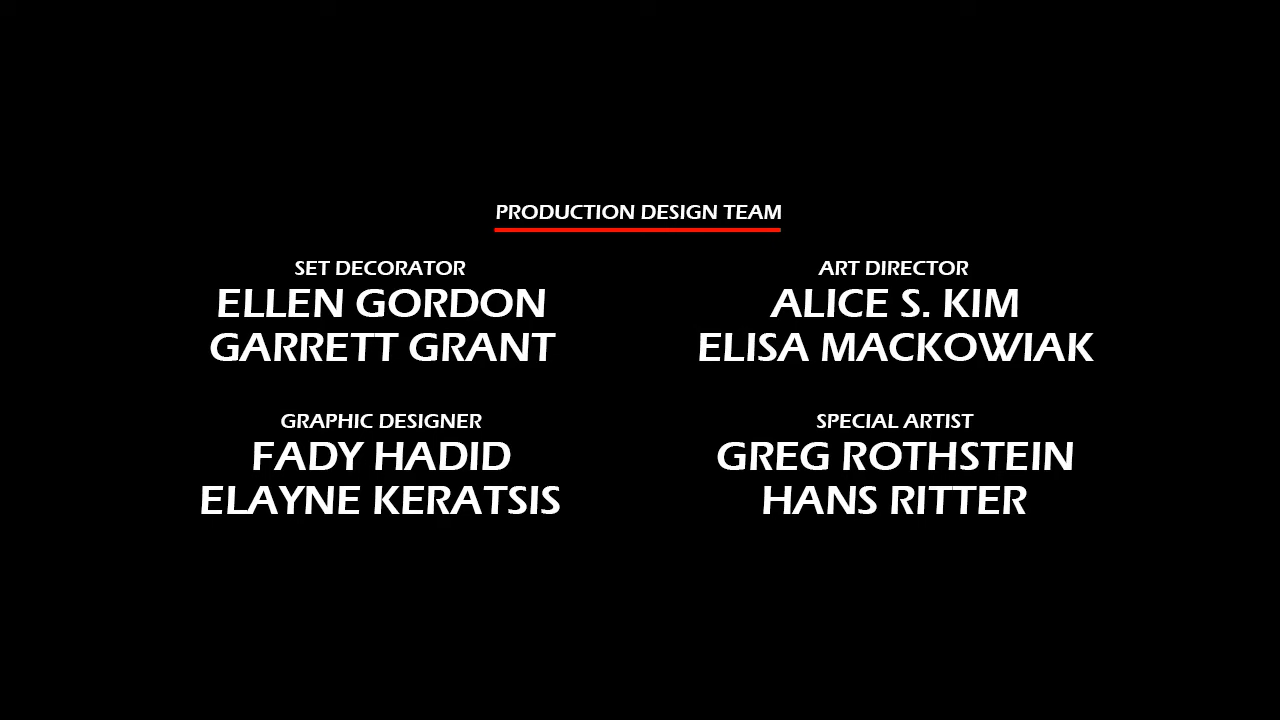 PRODUCTION DESIGN TEAM
SET DECORATOR
ELLEN GORDON
GARRETT GRANT
ART DIRECTOR
ALICE S. KIM
ELISA MACKOWIAK
GRAPHIC DESIGNER
FADY HADID
ELAYNE KERATSIS
SPECIAL ARTIST
GREG ROTHSTEIN
HANS RITTER